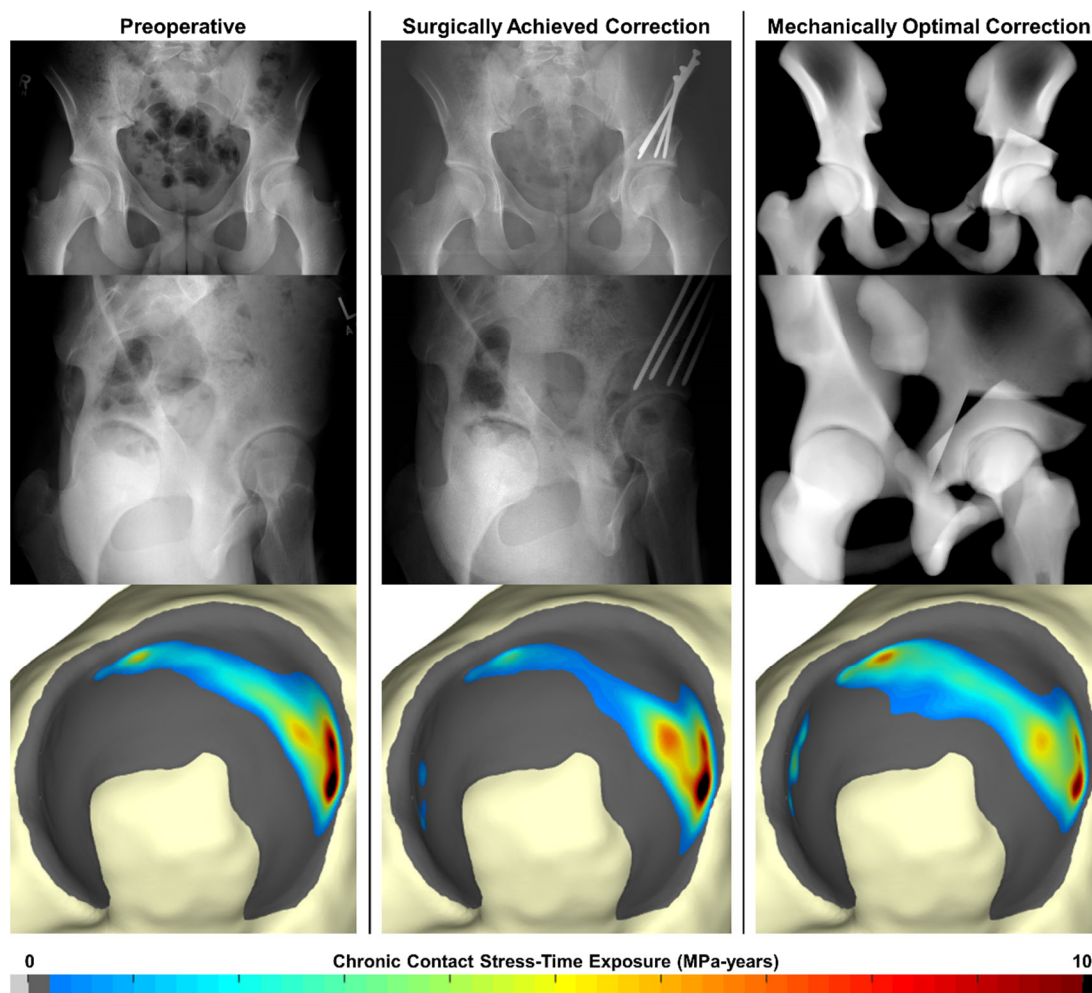 Preoperative
Surgically Achieved Correction
Mechanically Optimal Correction
R
L
0
Chronic Contact Stress-Time Exposure (MPa-years)
10